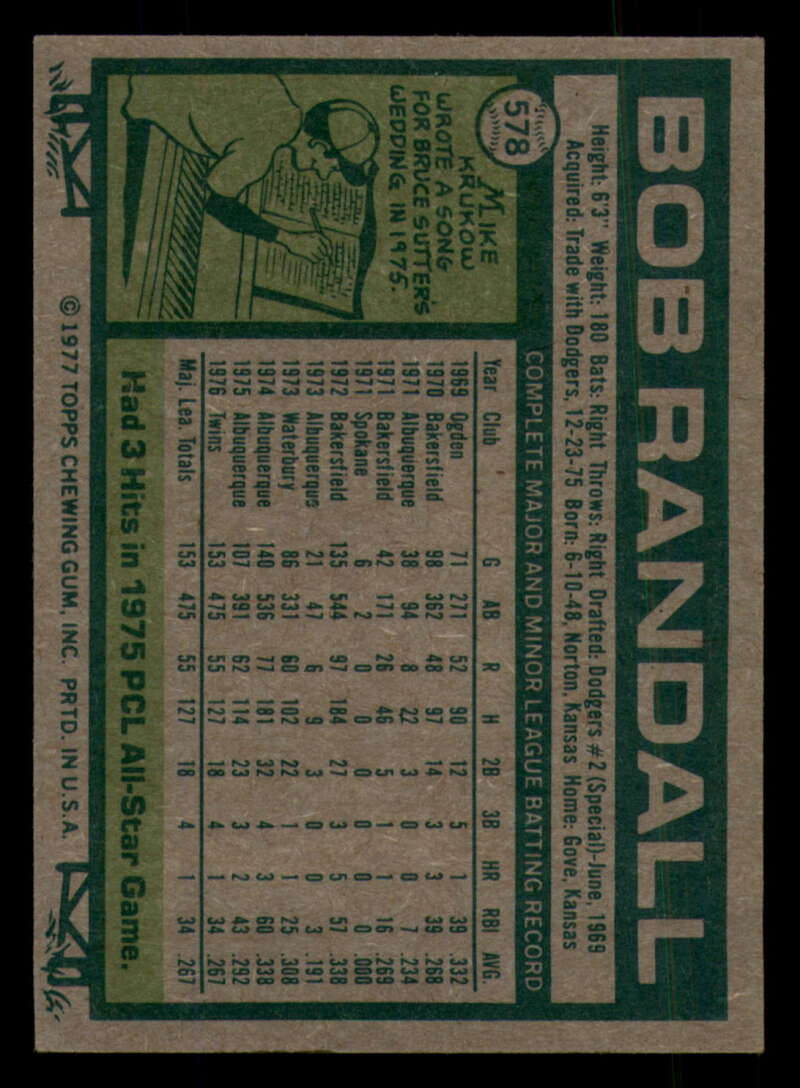 BOB RANDALL
Height: 6'3" Weight: 180 Bats: Right Throws: Right Drafted: Dodgers #2 (Special)-June, 1969
Acquired: Trade with Dodgers, 12-23-75 Born: 6-10-48, Norton, Kansas Home: Gove, Kansas
578
MIKE
KRUKOW
WROTE A SONG
FOR BRUCE SUTTER'S
WEDDING IN 1975.
COMPLETE MAJOR AND MINOR LEAGUE BATTING RECORD
Year Club G AB R H 2B 3B HR RBI AVG.
1969 Ogden 71 271 52 90 12 5 1 39 .332
1970 Bakersfield 98 362 48 97 14 3 3 39 .268
1971 Albuquerque 38 94 8 22 3 0 0 7 .234
1971 Bakersfield 42 171 26 46 5 1 1 16 .269
1971 Spokane 6 2 0 0 0 0 0 0 .000
1972 Bakersfield 135 544 97 184 27 3 5 57 .338
1973 Albuquerque 21 47 6 9 3 0 0 3 .191
1973 Waterbury 86 331 60 102 22 1 1 25 .308
1974 Albuquerque 140 536 77 181 32 4 3 60 .338
1975 Albuquerque 107 391 62 114 23 3 2 43 .292
1976 Twins 153 475 55 127 18 4 1 34 .267
Maj. Lea. Totals 153 475 55 127 18 4 1 34 .267
Had 3 Hits in 1975 PCL All-Star Game.
© 1977 TOPPS CHEWING GUM, INC. PRTD. IN U.S.A.